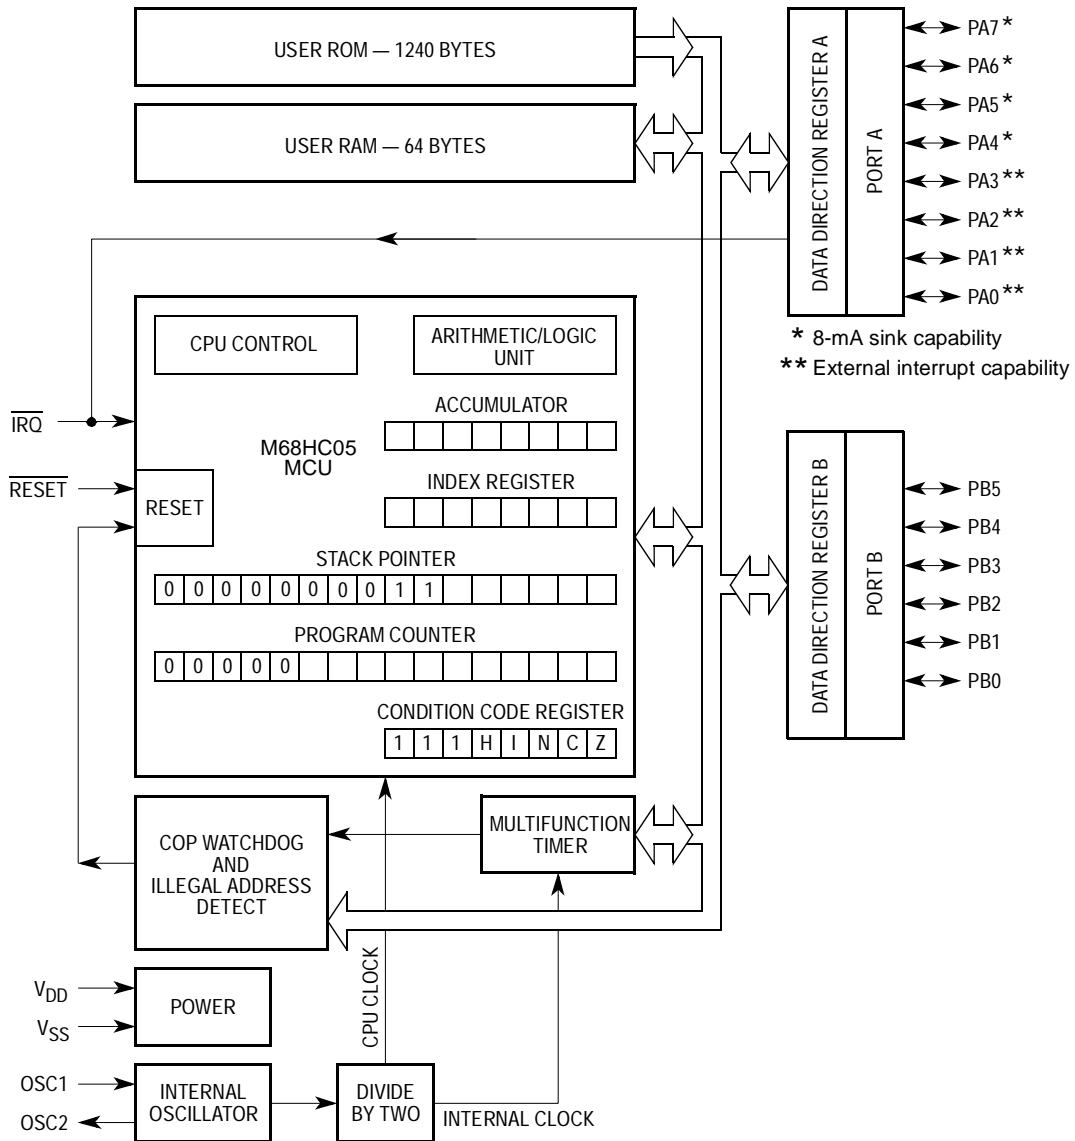 USER ROM — 1240 BYTES
USER RAM — 64 BYTES
DATA DIRECTION REGISTER A
PORT A
PA7 *
PA6 *
PA5 *
PA4 *
PA3 **
PA2 **
PA1 **
PA0 **
* 8-mA sink capability
** External interrupt capability
CPU CONTROL
ARITHMETIC/LOGIC
UNIT
ACCUMULATOR
IRQ
M68HC05
MCU
INDEX REGISTER
RESET
RESET
STACK POINTER
0 0 0 0 0 0 0 0 1 1
PROGRAM COUNTER
0 0 0 0 0
CONDITION CODE REGISTER
1 1 1 H I N C Z
DATA DIRECTION REGISTER B
PORT B
PB5
PB4
PB3
PB2
PB1
PB0
COP WATCHDOG
AND
ILLEGAL ADDRESS
DETECT
MULTIFUNCTION
TIMER
CPU CLOCK
VDD
VSS
POWER
OSC1
OSC2
INTERNAL
OSCILLATOR
DIVIDE
BY TWO
INTERNAL CLOCK